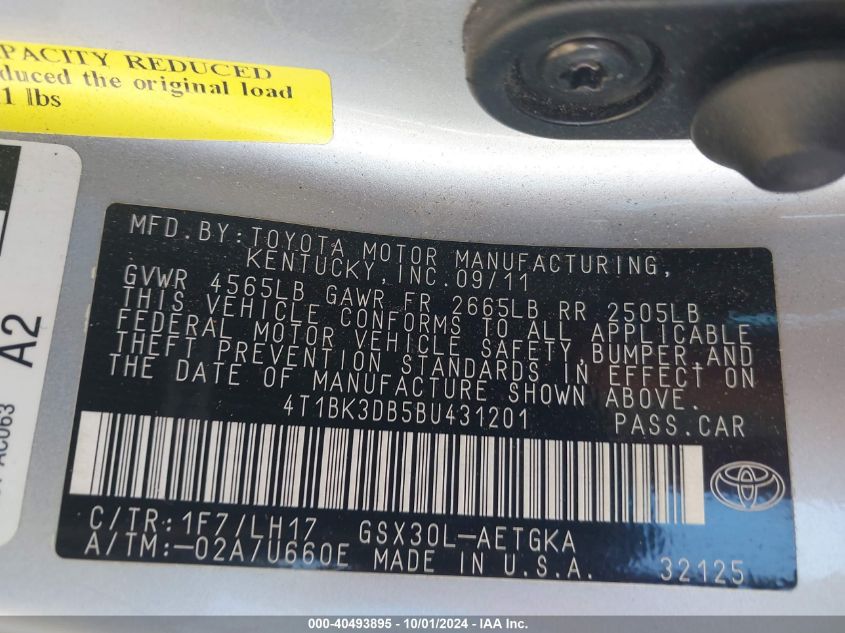 PACITY REDUCED
duced the original load
1 lbs
A2
MFD.BY:TOYOTA MOTOR MANUFACTURING,
KENTUCKY,INC.09/11
GVWR 4565LB GAWR FR 2665LB RR 2505LB
THIS VEHICLE CONFORMS TO ALL APPLICABLE
FEDERAL MOTOR VEHICLE SAFETY,BUMPER,AND
THEFT PREVENTION STANDARDS IN EFFECT ON
THE DATE OF MANUFACTURE SHOWN ABOVE.
4T1BK3DB5BU431201 PASS.CAR
C/TR:1F7/LH17 GSX30L-AETGKA
A/TM:-02A/U660E MADE IN U.S.A. 32125
000-40493895 - 10/01/2024 - IAA Inc.